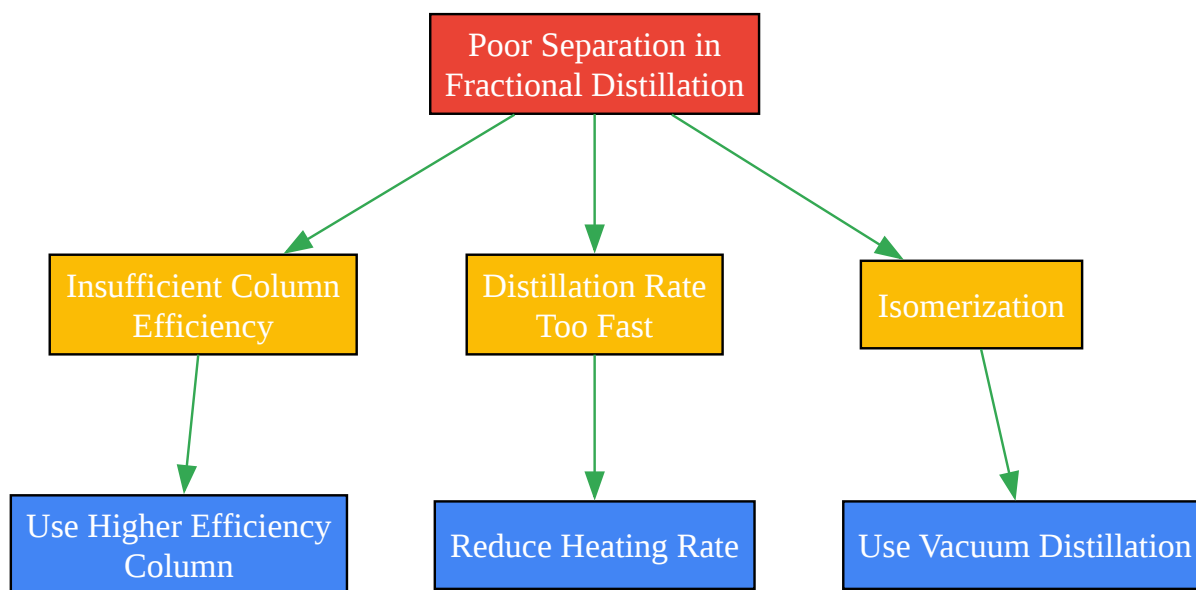 Poor Separation in
Fractional Distillation
Insufficient Column
Efficiency
Distillation Rate
Too Fast
Isomerization
Use Higher Efficiency
Column
Reduce Heating Rate
Use Vacuum Distillation